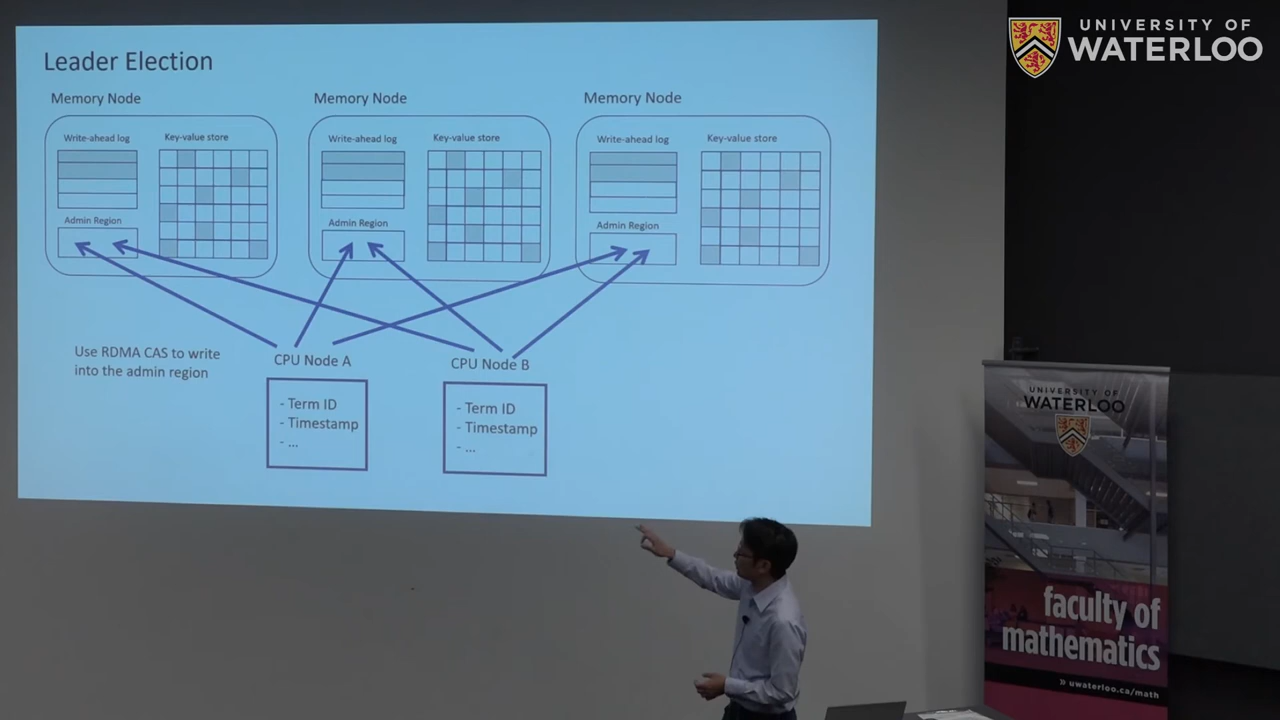 Leader Election
Memory Node
Memory Node
Memory Node
Write-ahead log
Key-value store
Write-ahead log
Key-value store
Write-ahead log
Key-value store
Admin Region
Admin Region
Admin Region
Use RDMA CAS to write
into the admin region
CPU Node A
CPU Node B
- Term ID
- Timestamp
- ...
- Term ID
- Timestamp
- ...
UNIVERSITY OF
WATERLOO
UNIVERSITY OF
WATERLOO
faculty of
mathematics
» uwaterloo.ca/math